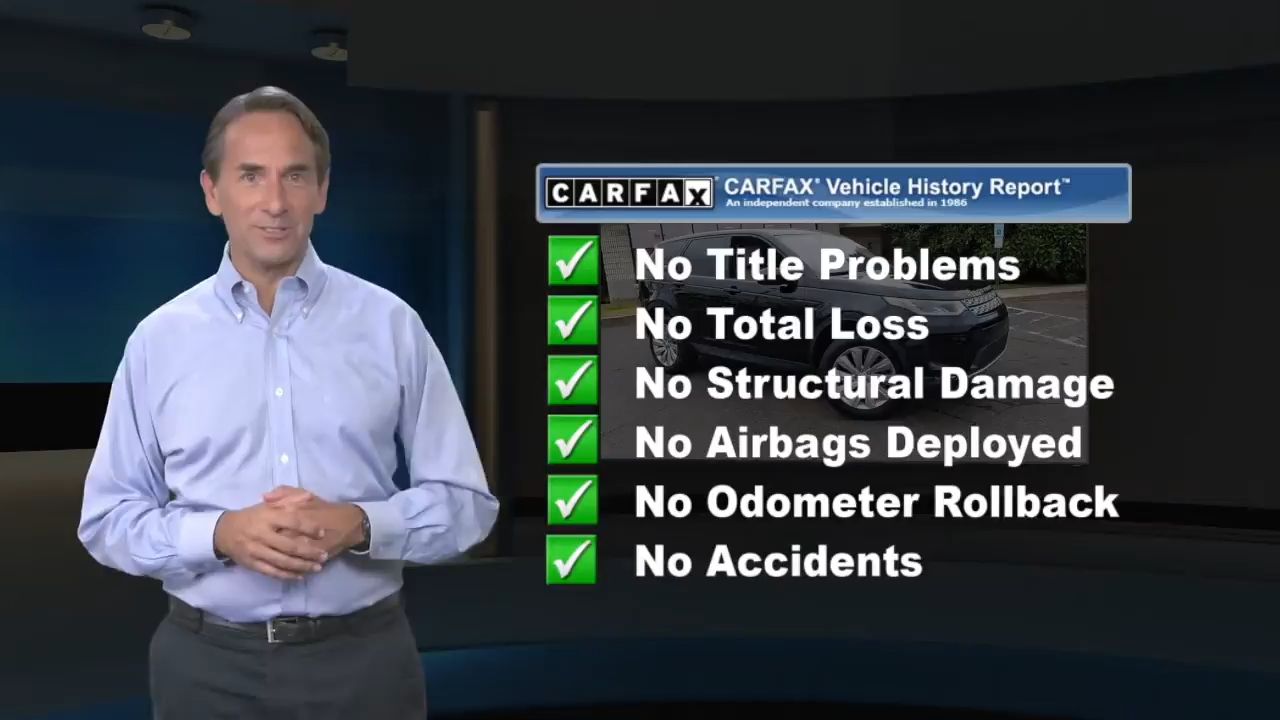 CARFAX® CARFAX® Vehicle History Report™
An independent company established in 1986
No Title Problems
No Total Loss
No Structural Damage
No Airbags Deployed
No Odometer Rollback
No Accidents